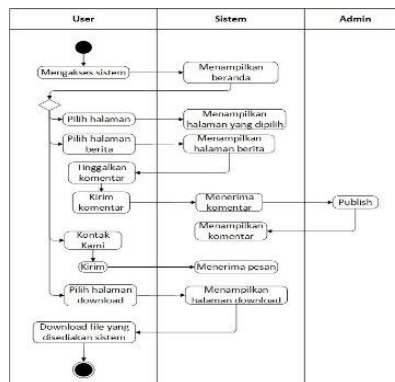 User
Sistem
Admin
Mengakses sistem
Menampilkan
beranda
Pilih halaman
Menampilkan
halaman yang dipilih
Pilih halaman
berita
Menampilkan
halaman berita
Tinggalkan
komentar
Kirim
komentar
Menerima
komentar
Publish
Menampilkan
komentar
Kontak
Kami
Kirim
Menerima pesan
Pilih halaman
download
Menampilkan
halaman download
Download file yang
disediakan sistem